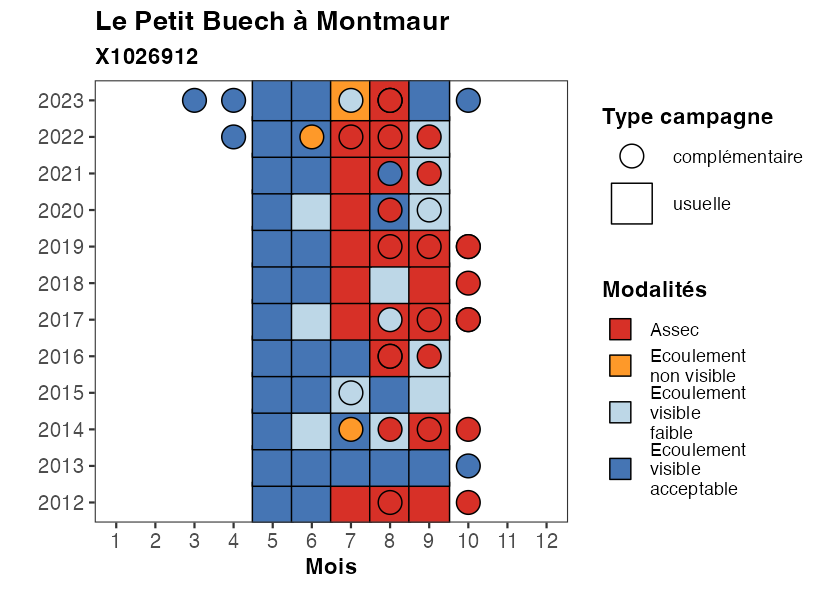 Le Petit Buech à Montmaur
X1026912
2023
2022
2021
2020
2019
2018
2017
2016
2015
2014
2013
2012
1 2 3 4 5 6 7 8 9 10 11 12
Mois
Type campagne
complémentaire
usuelle
Modalités
Assec
Ecoulement
non visible
Ecoulement
visible
faible
Ecoulement
visible
acceptable